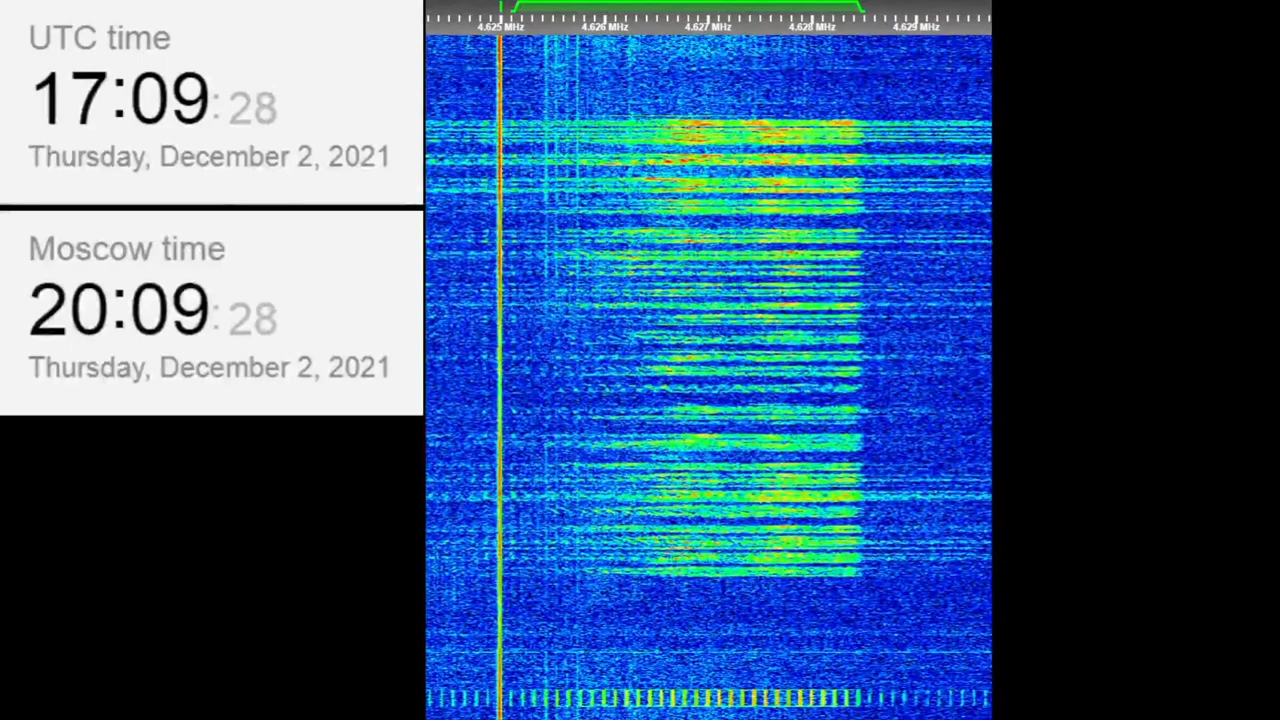 UTC time
17:09:28
Thursday, December 2, 2021
Moscow time
20:09:28
Thursday, December 2, 2021
4.625 MHz 4.626 MHz 4.627 MHz 4.628 MHz 4.629 MHz